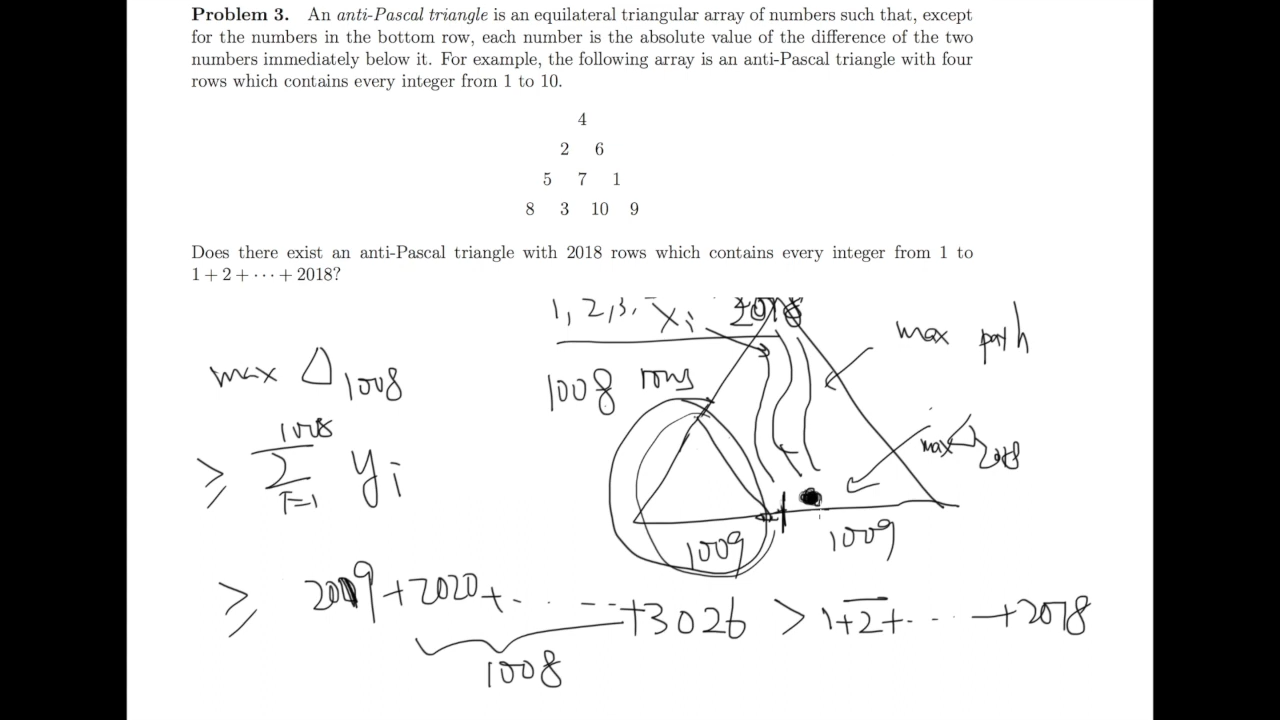 Problem 3. An anti-Pascal triangle is an equilateral triangular array of numbers such that, except
for the numbers in the bottom row, each number is the absolute value of the difference of the two
numbers immediately below it. For example, the following array is an anti-Pascal triangle with four
rows which contains every integer from 1 to 10.
4
2 6
5 7 1
8 3 10 9
Does there exist an anti-Pascal triangle with 2018 rows which contains every integer from 1 to
1 + 2 + ··· + 2018?
1, 2, 3, - xi 2018
max path
max Δ1008
1008 rows
max Δ2018
≥ 1008 Σ i=1 yi
1009 1009
≥ 2009 + 2020 + ····· + 3026 > 1+2+···· + 2018
1008